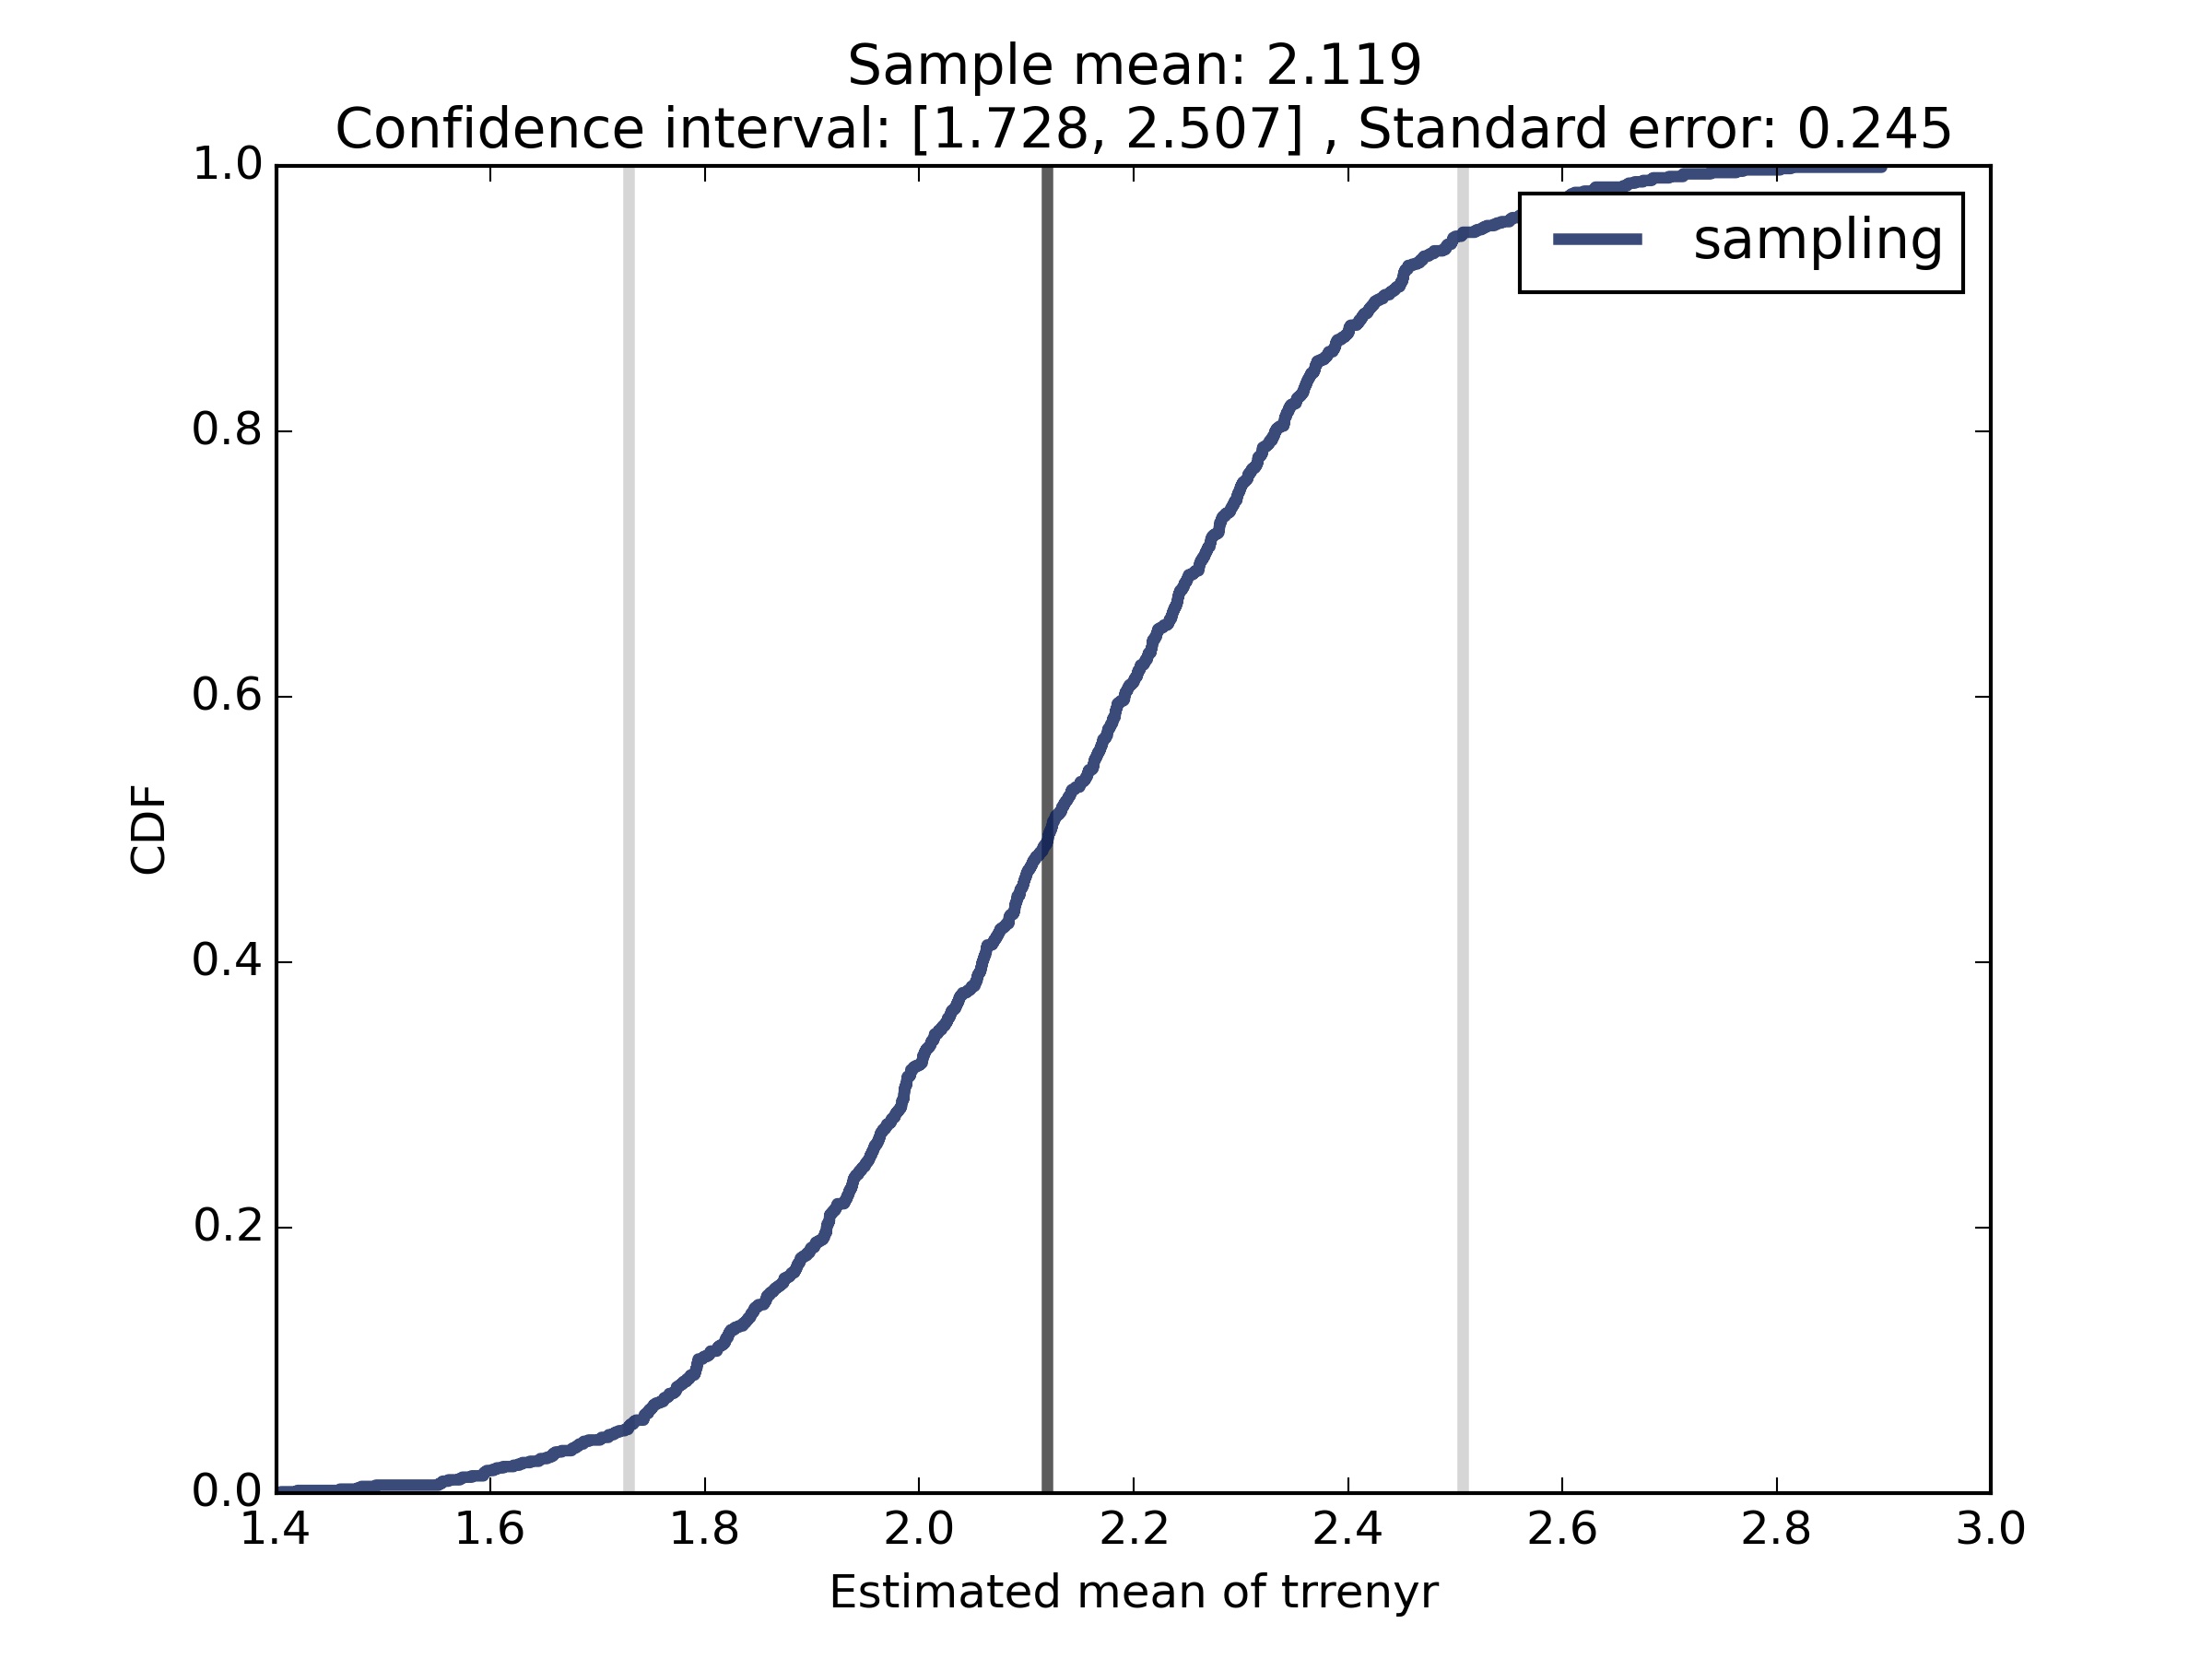 Sample mean: 2.119
Confidence interval: [1.728, 2.507] , Standard error: 0.245
sampling
1.0
0.8
0.6
0.4
0.2
0.0
CDF
1.4 1.6 1.8 2.0 2.2 2.4 2.6 2.8 3.0
Estimated mean of trrenyr